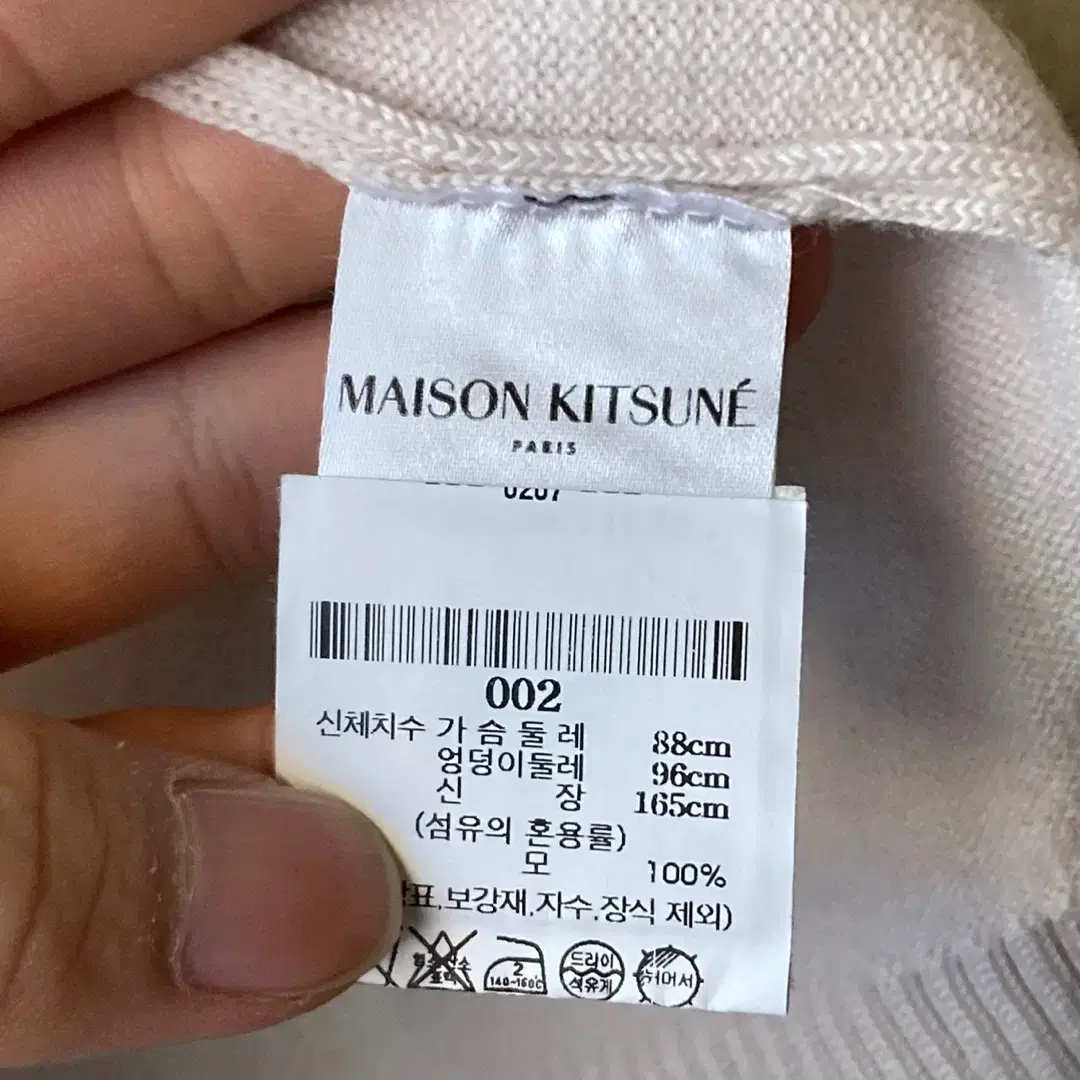 MAISON KITSUNÉ
PARIS
002
신체치수 가슴둘레 88cm
엉덩이둘레 96cm
신 장 165cm
(섬유의 혼용률)
모 100%
표,보강재,자수,장식 제외)
2
140~160℃
드라이
석유계
뉘어서